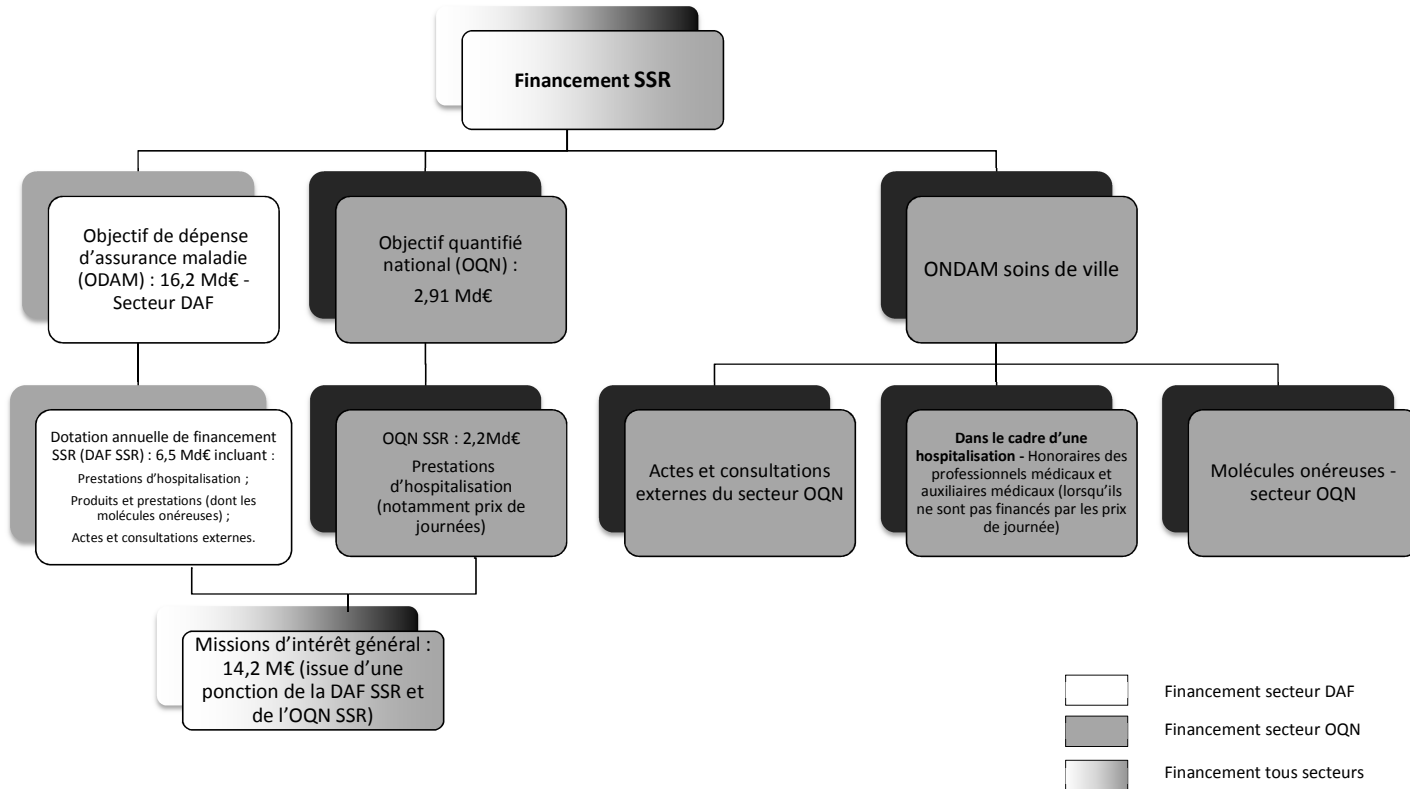 Financement SSR
Objectif de dépense
d’assurance maladie
(ODAM) : 16,2 Md€ -
Secteur DAF
Objectif quantifié
national (OQN) :
2,91 Md€
ONDAM soins de ville
Dotation annuelle de financement
SSR (DAF SSR) : 6,5 Md€ incluant :
Prestations d’hospitalisation ;
Produits et prestations (dont les
molécules onéreuses) ;
Actes et consultations externes.
OQN SSR : 2,2Md€
Prestations
d’hospitalisation
(notamment prix de
journées)
Actes et consultations
externes du secteur OQN
Dans le cadre d’une
hospitalisation - Honoraires des
professionnels médicaux et
auxiliaires médicaux (lorsqu’ils
ne sont pas financés par les prix
de journée)
Molécules onéreuses -
secteur OQN
Missions d’intérêt général :
14,2 M€ (issue d’une
ponction de la DAF SSR et
de l’OQN SSR)
Financement secteur DAF
Financement secteur OQN
Financement tous secteurs